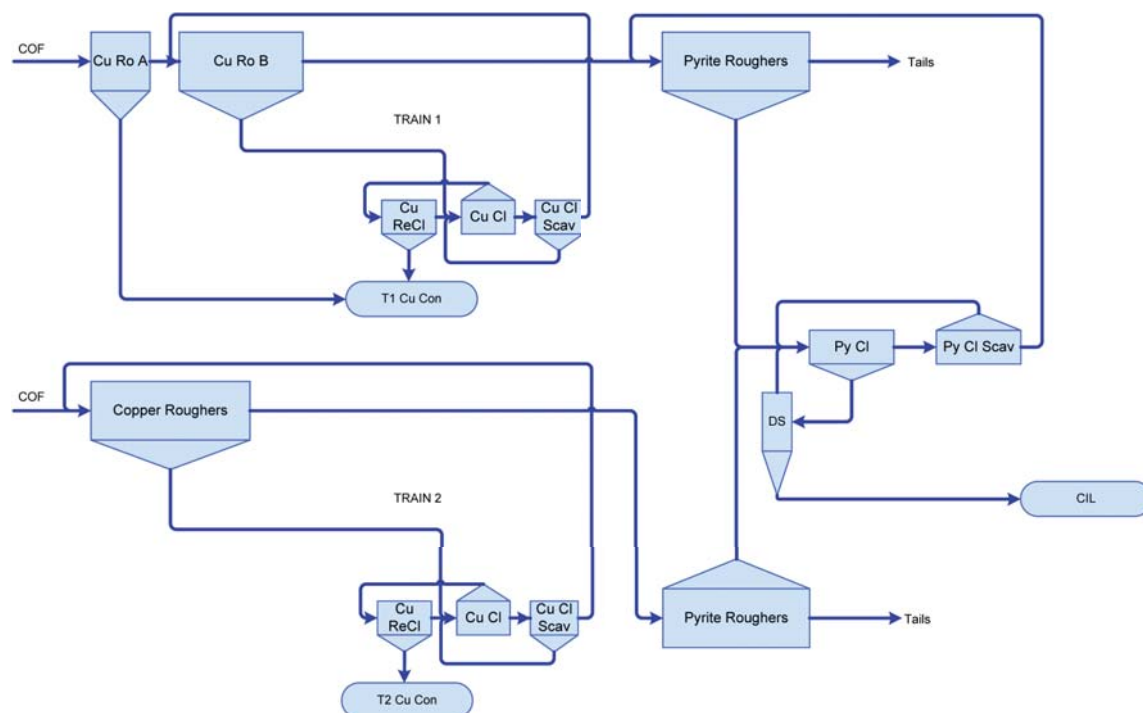 COF
Cu Ro A
Cu Ro B
Pyrite Roughers
Tails
TRAIN 1
Cu
ReCl
Cu Cl
Cu Cl
Scav
T1 Cu Con
Py Cl
Py Cl Scav
COF
Copper Roughers
DS
TRAIN 2
CIL
Cu
ReCl
Cu Cl
Cu Cl
Scav
Pyrite Roughers
Tails
T2 Cu Con